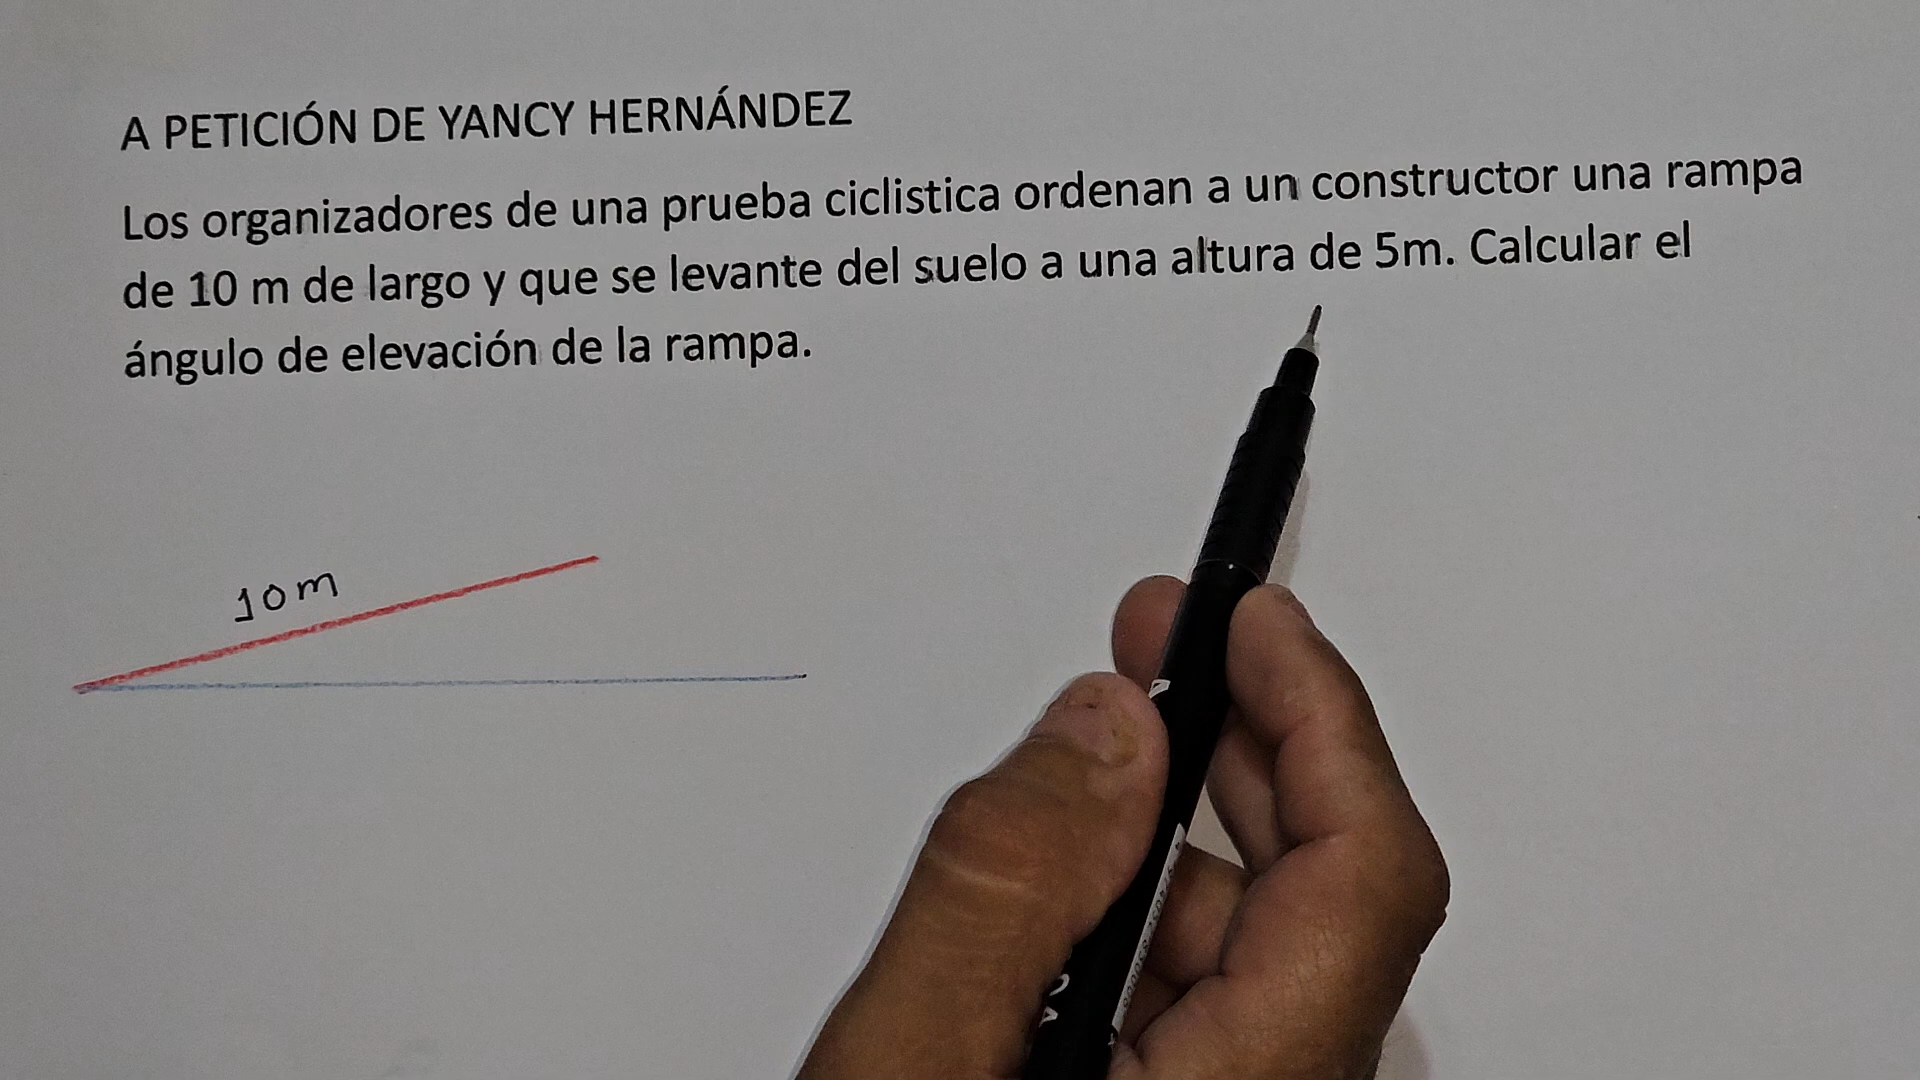 A PETICIÓN DE YANCY HERNÁNDEZ
Los organizadores de una prueba ciclistica ordenan a un constructor una rampa
de 10 m de largo y que se levante del suelo a una altura de 5m. Calcular el
ángulo de elevación de la rampa.
10m